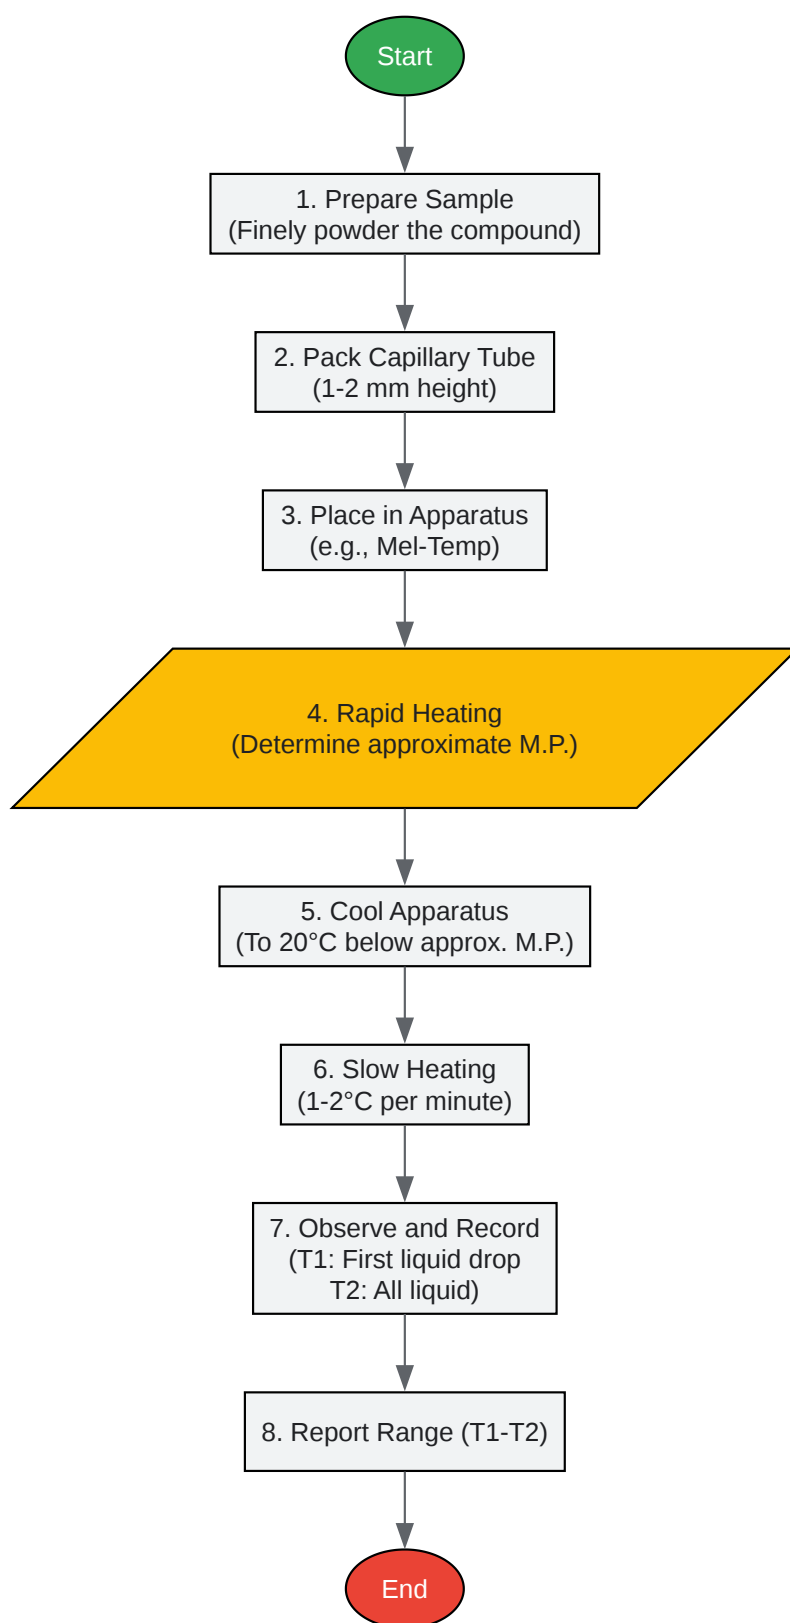 Start
1. Prepare Sample
(Finely powder the compound)
2. Pack Capillary Tube
(1-2 mm height)
3. Place in Apparatus
(e.g., Mel-Temp)
4. Rapid Heating
(Determine approximate M.P.)
5. Cool Apparatus
(To 20°C below approx. M.P.)
6. Slow Heating
(1-2°C per minute)
7. Observe and Record
(T1: First liquid drop
T2: All liquid)
8. Report Range (T1-T2)
End